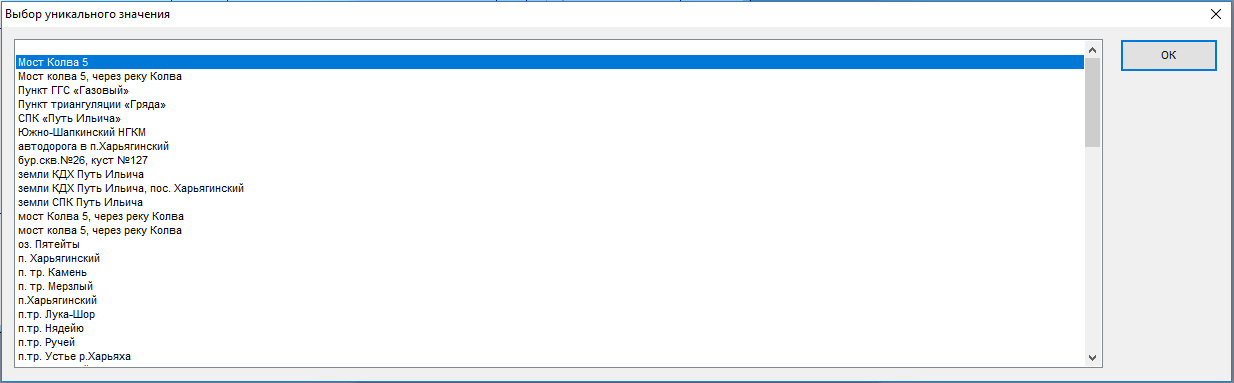 Выбор уникального значения
OK
Мост Колва 5
Мост колва 5, через реку Колва
Пункт ГГС «Газовый»
Пункт триангуляции «Гряда»
СПК «Путь Ильича»
Южно-Шапкинский НГКМ
автодорога в п.Харьягинский
бур.скв.№26, куст №127
земли КДХ Путь Ильича
земли КДХ Путь Ильича, пос. Харьягинский
земли СПК Путь Ильича
мост Колва 5, через реку Колва
мост колва 5, через реку Колва
оз. Пятейты
п. Харьягинский
п. тр. Камень
п. тр. Мерзлый
п.Харьягинский
п.тр. Лука-Шор
п.тр. Нядейю
п.тр. Ручей
п.тр. Устье р.Харьяха